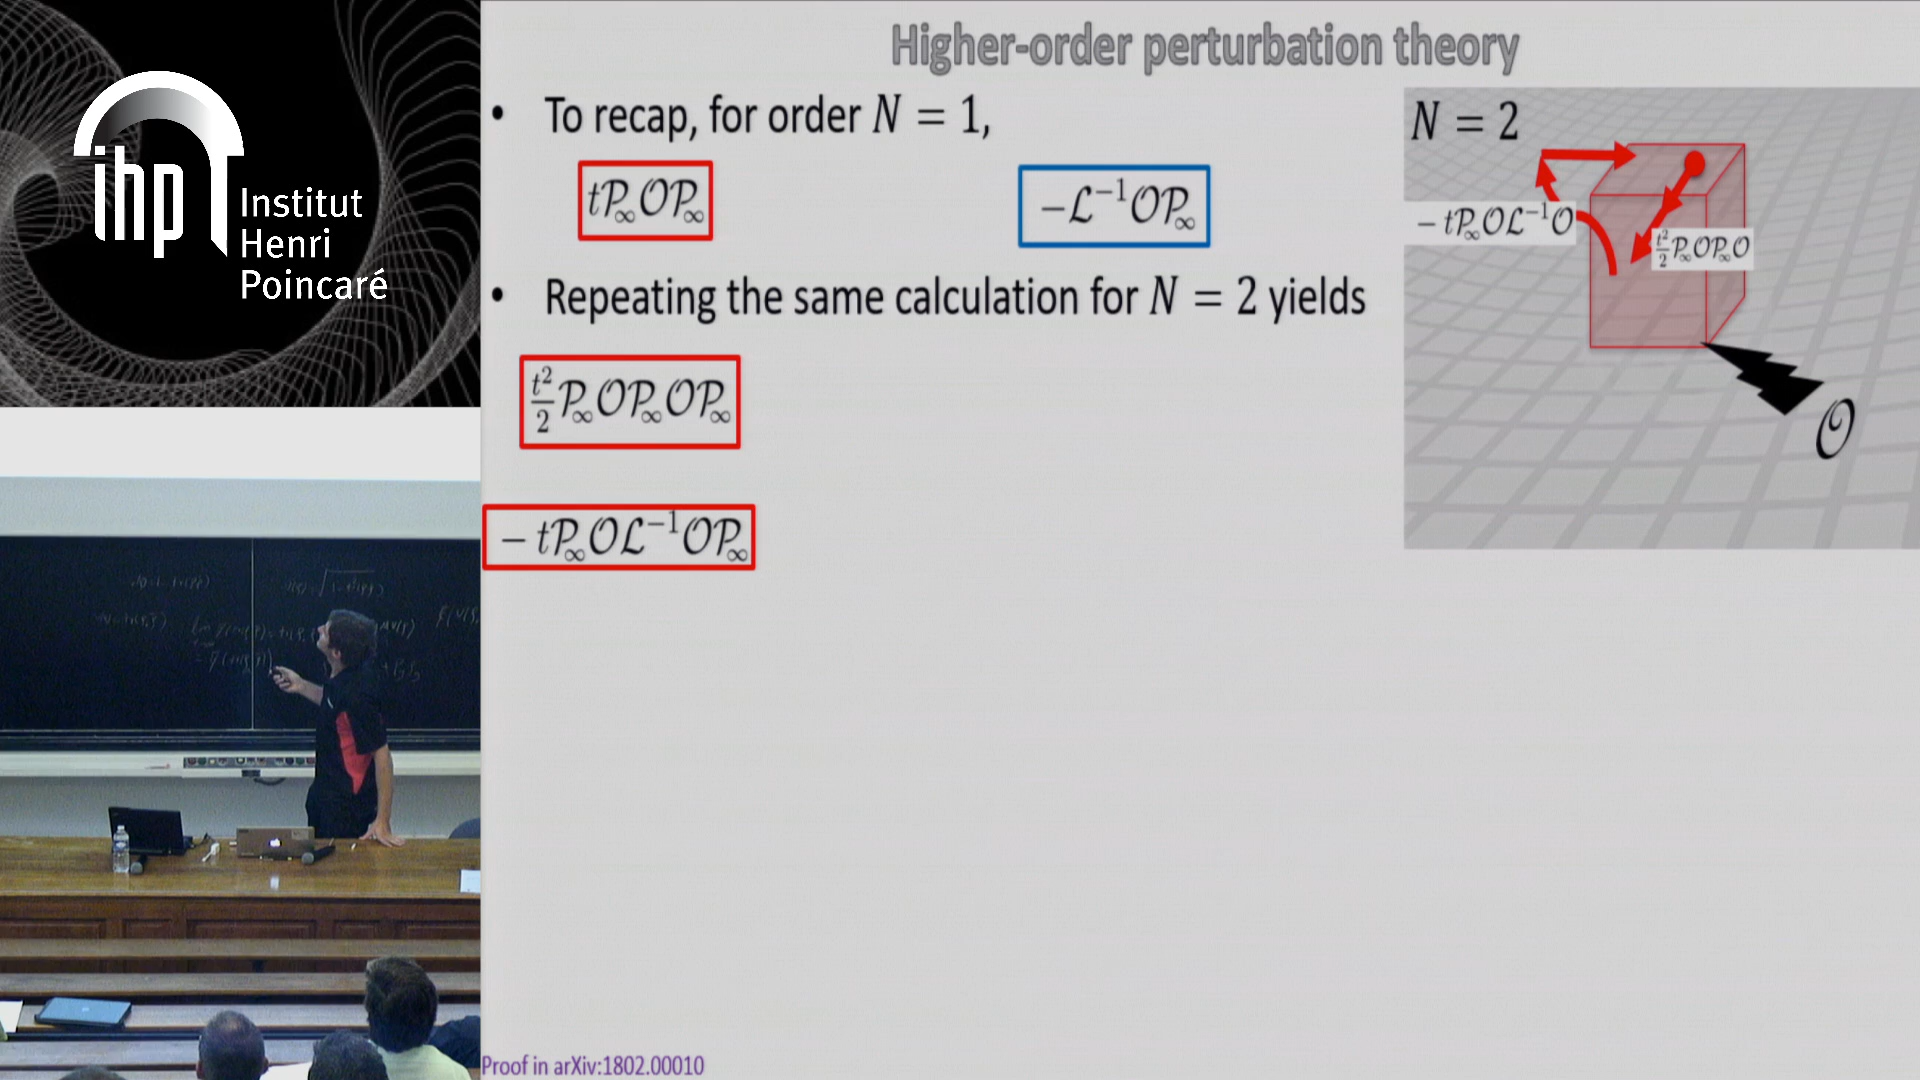 ihp
Institut
Henri
Poincaré
Higher-order perturbation theory
• To recap, for order N = 1,
t𝒫∞𝒪𝒫∞
−ℒ⁻¹𝒪𝒫∞
• Repeating the same calculation for N = 2 yields
t²/2 𝒫∞𝒪𝒫∞𝒪𝒫∞
− t𝒫∞𝒪ℒ⁻¹𝒪𝒫∞
N = 2
− t𝒫∞𝒪ℒ⁻¹𝒪
t²/2 𝒫∞𝒪𝒫∞𝒪
𝒪
Proof in arXiv:1802.00010